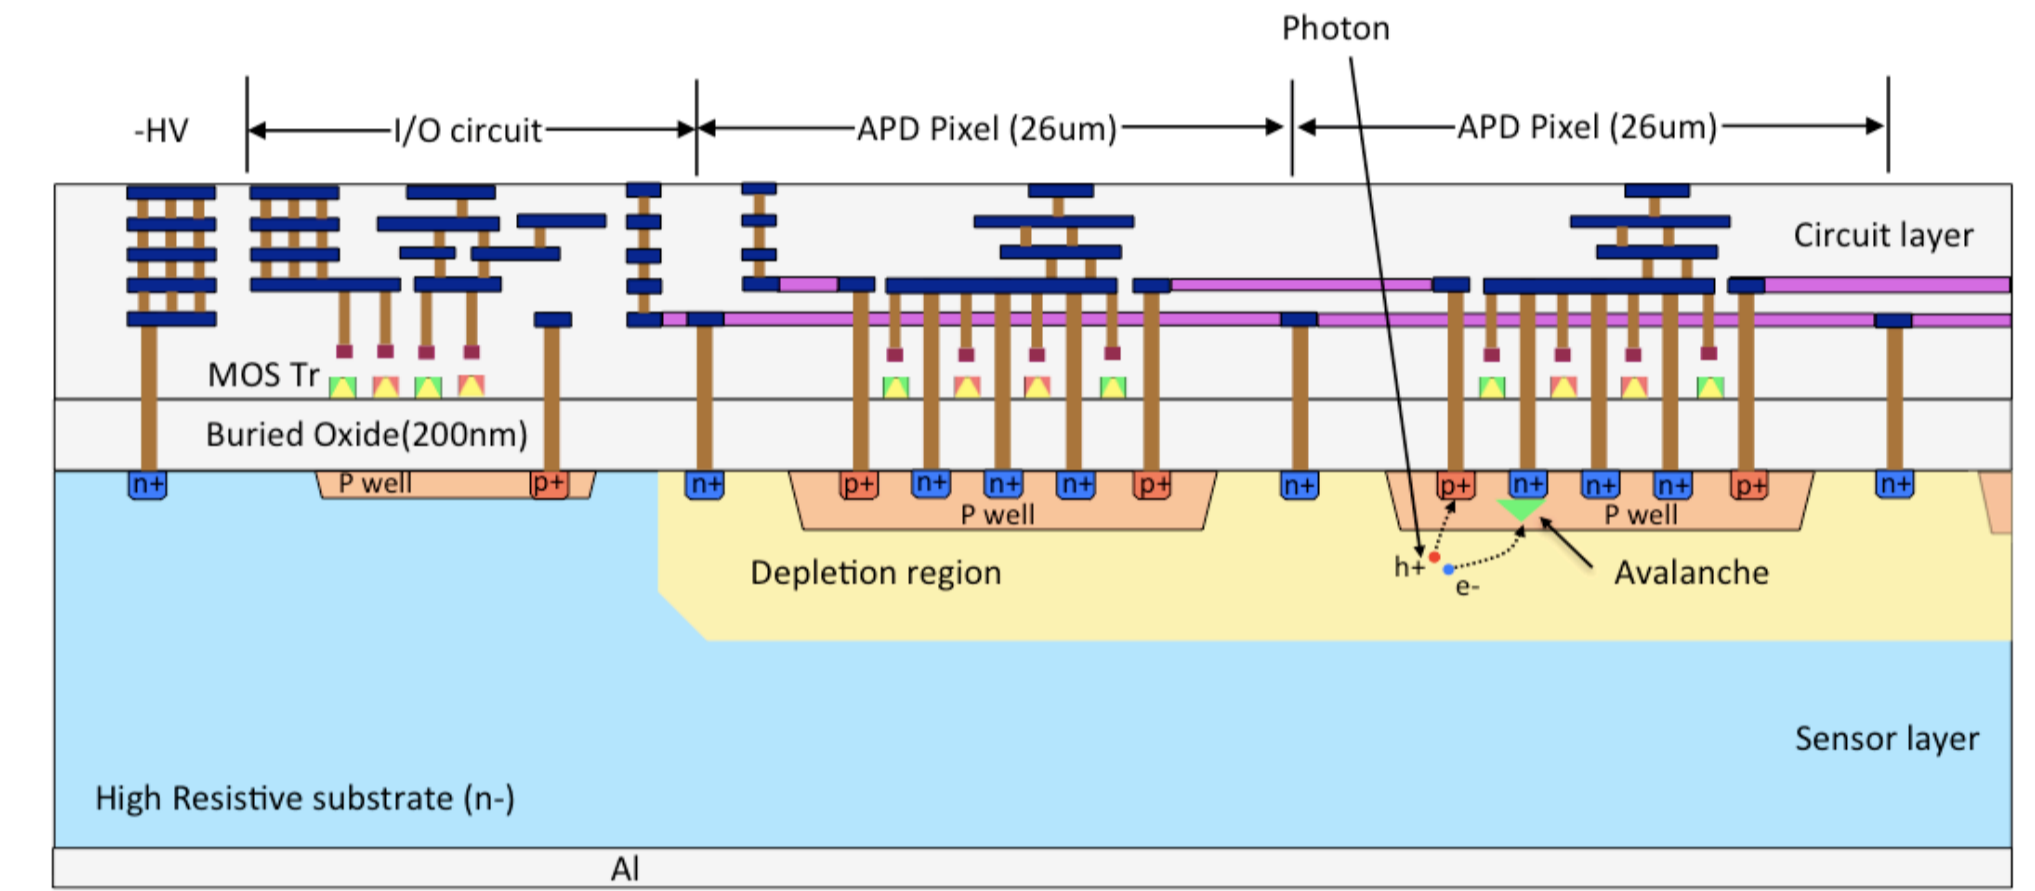 Photon
-HV
I/O circuit
APD Pixel (26um)
APD Pixel (26um)
Circuit layer
MOS Tr
Buried Oxide(200nm)
n+
P well
p+
n+
p+
n+
n+
n+
p+
n+
p+
n+
n+
n+
p+
n+
P well
P well
Depletion region
h+
e-
Avalanche
Sensor layer
High Resistive substrate (n-)
Al